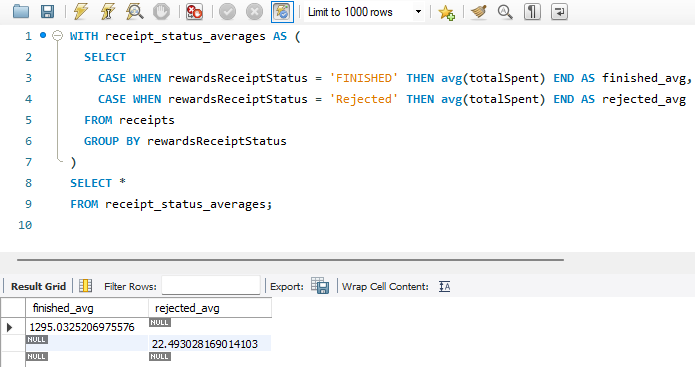 Limit to 1000 rows
1 WITH receipt_status_averages AS (
2 SELECT
3 CASE WHEN rewardsReceiptStatus = 'FINISHED' THEN avg(totalSpent) END AS finished_avg,
4 CASE WHEN rewardsReceiptStatus = 'Rejected' THEN avg(totalSpent) END AS rejected_avg
5 FROM receipts
6 GROUP BY rewardsReceiptStatus
7 )
8 SELECT *
9 FROM receipt_status_averages;
10
Result Grid Filter Rows: Export: Wrap Cell Content: IA
finished_avg rejected_avg
1295.0325206975576 NULL
NULL 22.493028169014103
NULL NULL